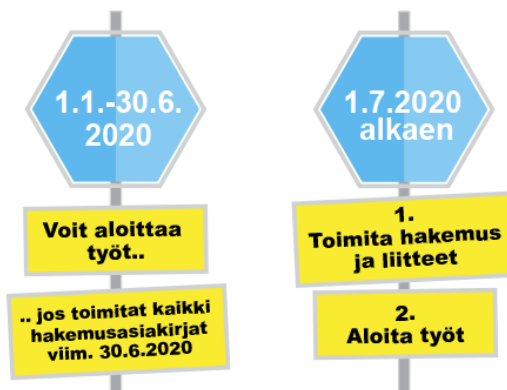 1.1.-30.6.
2020
Voit aloittaa
työt..
.. jos toimitat kaikki
hakemusasiakirjat
viim. 30.6.2020
1.7.2020
alkaen
1.
Toimita hakemus
ja liitteet
2.
Aloita työt